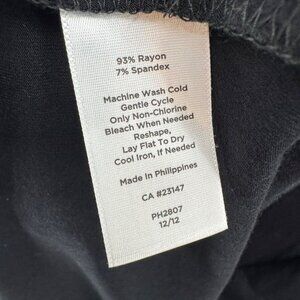 93% Rayon
7% Spandex
Machine Wash Cold
Gentle Cycle
Only Non-Chlorine
Bleach When Needed
Reshape,
Lay Flat To Dry
Cool Iron, If Needed
Made In Philippines
CA #23147
PH2807
12/12